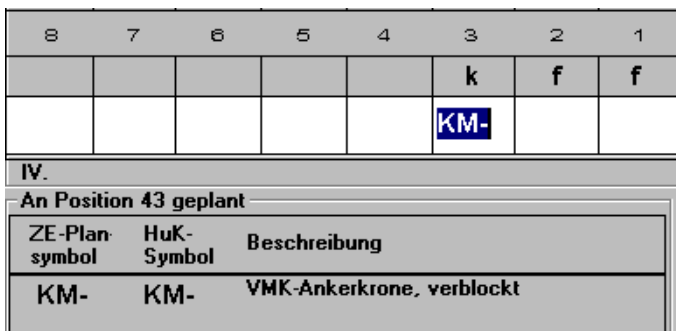 8 7 6 5 4 3 2 1
k f f
KM-
IV.
An Position 43 geplant
ZE-Plan- HuK- Beschreibung
symbol Symbol
KM- KM- VMK-Ankerkrone, verblockt